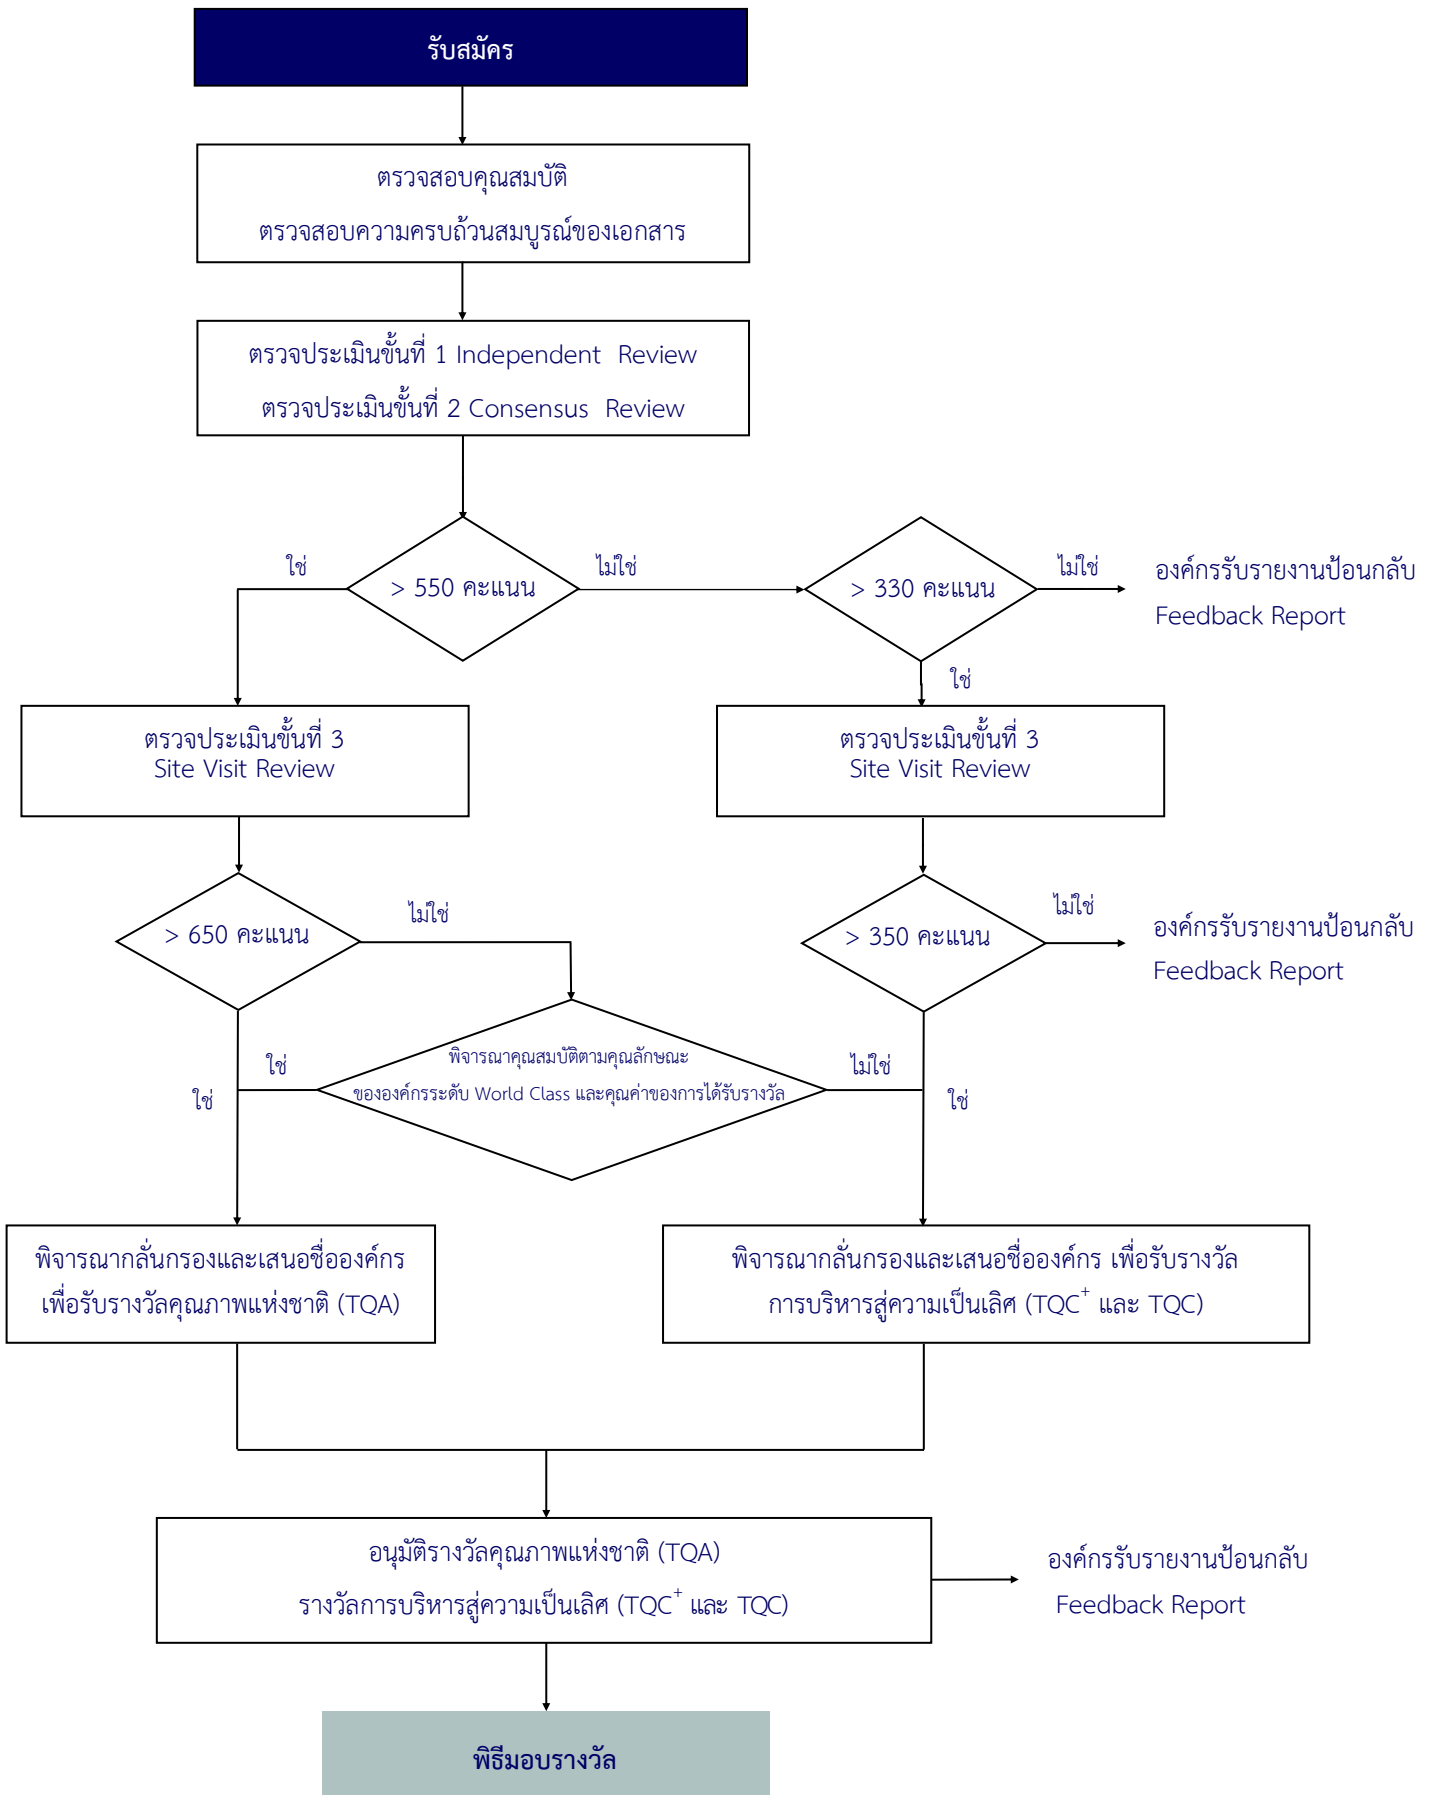 รับสมัคร
ตรวจสอบคุณสมบัติ
ตรวจสอบความครบถ้วนสมบูรณ์ของเอกสาร
ตรวจประเมินขั้นที่ 1 Independent Review
ตรวจประเมินขั้นที่ 2 Consensus Review
ใช่
> 550 คะแนน
ไม่ใช่
> 330 คะแนน
ไม่ใช่
องค์กรรับรายงานป้อนกลับ
Feedback Report
ใช่
ตรวจประเมินขั้นที่ 3
Site Visit Review
ตรวจประเมินขั้นที่ 3
Site Visit Review
> 650 คะแนน
ไม่ใช่
> 350 คะแนน
ไม่ใช่
องค์กรรับรายงานป้อนกลับ
Feedback Report
ใช่
ใช่
พิจารณาคุณสมบัติตามคุณลักษณะ
ขององค์กรระดับ World Class และคุณค่าของการได้รับรางวัล
ไม่ใช่
ใช่
พิจารณากลั่นกรองและเสนอชื่อองค์กร
เพื่อรับรางวัลคุณภาพแห่งชาติ (TQA)
พิจารณากลั่นกรองและเสนอชื่อองค์กร เพื่อรับรางวัล
การบริหารสู่ความเป็นเลิศ (TQC⁺ และ TQC)
อนุมัติรางวัลคุณภาพแห่งชาติ (TQA)
รางวัลการบริหารสู่ความเป็นเลิศ (TQC⁺ และ TQC)
องค์กรรับรายงานป้อนกลับ
Feedback Report
พิธีมอบรางวัล